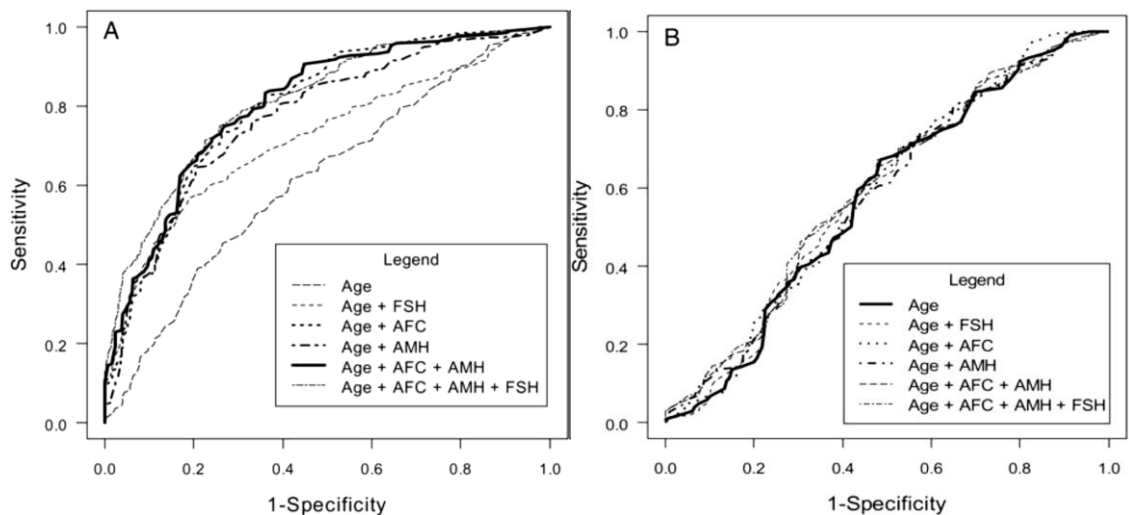 A
Sensitivity
1.0
0.8
0.6
0.4
0.2
0.0
Legend
Age
Age + FSH
Age + AFC
Age + AMH
Age + AFC + AMH
Age + AFC + AMH + FSH
0.0 0.2 0.4 0.6 0.8 1.0
1-Specificity
B
Sensitivity
1.0
0.8
0.6
0.4
0.2
0.0
Legend
Age
Age + FSH
Age + AFC
Age + AMH
Age + AFC + AMH
Age + AFC + AMH + FSH
0.0 0.2 0.4 0.6 0.8 1.0
1-Specificity